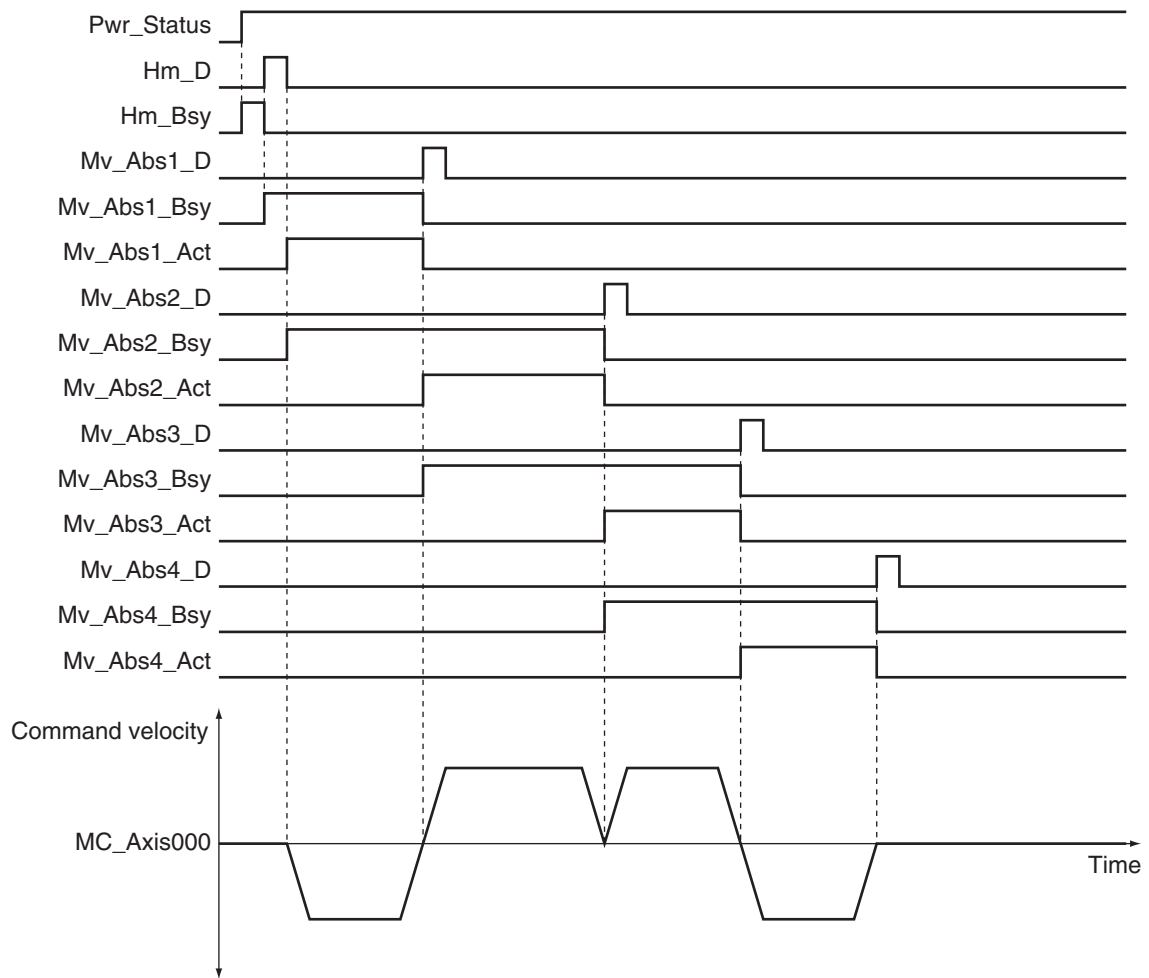 Pwr_Status
Hm_D
Hm_Bsy
Mv_Abs1_D
Mv_Abs1_Bsy
Mv_Abs1_Act
Mv_Abs2_D
Mv_Abs2_Bsy
Mv_Abs2_Act
Mv_Abs3_D
Mv_Abs3_Bsy
Mv_Abs3_Act
Mv_Abs4_D
Mv_Abs4_Bsy
Mv_Abs4_Act
Command velocity
MC_Axis000
Time